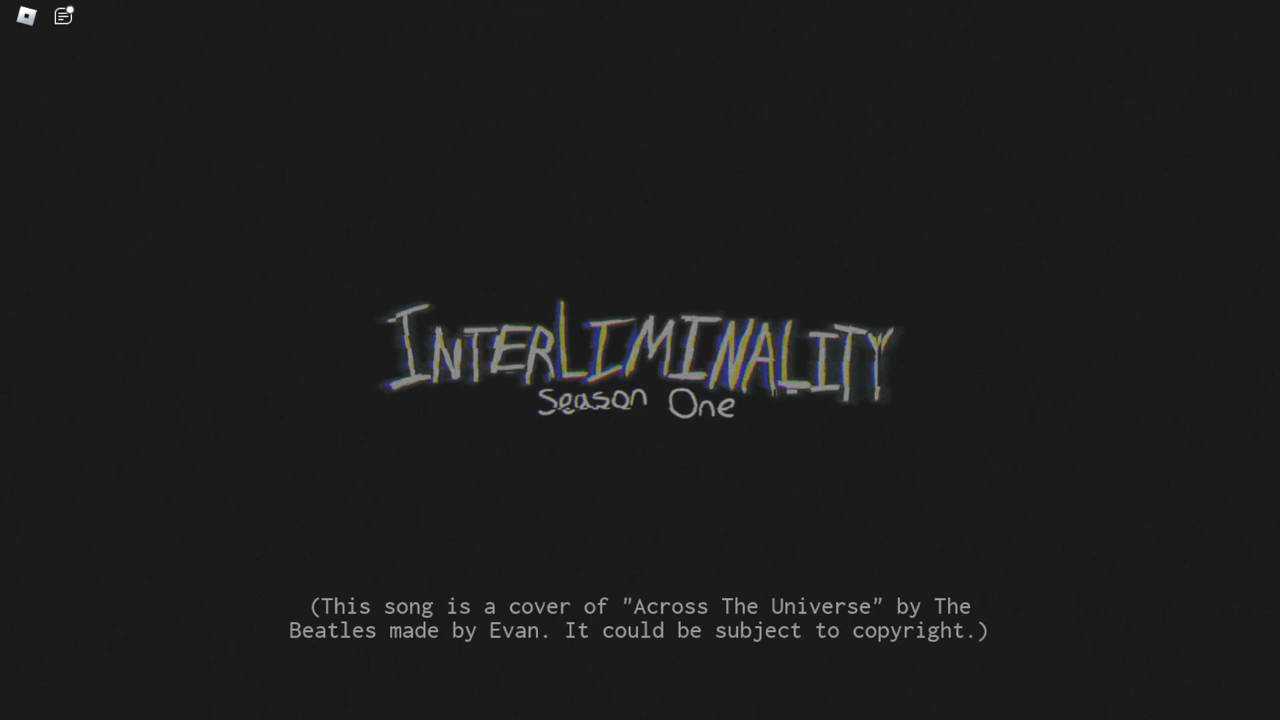 INTERLIMINALITY
Season One
(This song is a cover of "Across The Universe" by The
Beatles made by Evan. It could be subject to copyright.)